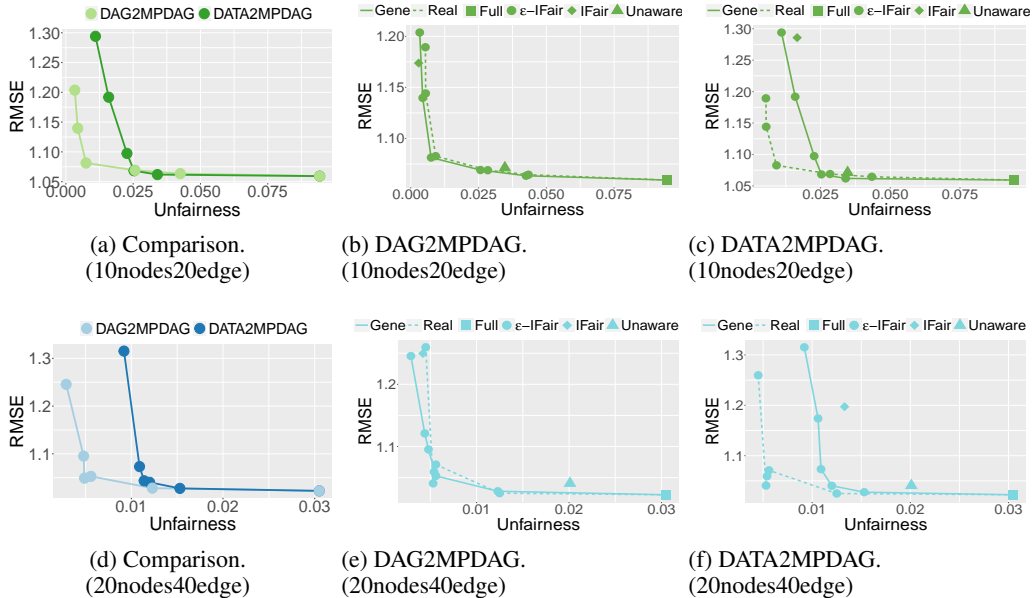 DAG2MPDAG DATA2MPDAG
RMSE
1.30
1.25
1.20
1.15
1.10
1.05
0.000 0.025 0.050 0.075
Unfairness
(a) Comparison.
(10nodes20edge)
Gene Real Full ε-IFair IFair Unaware
RMSE
1.20
1.15
1.10
0.000 0.025 0.050 0.075
Unfairness
(b) DAG2MPDAG.
(10nodes20edge)
Gene Real Full ε-IFair IFair Unaware
RMSE
1.30
1.25
1.20
1.15
1.10
1.05
0.025 0.050 0.075
Unfairness
(c) DATA2MPDAG.
(10nodes20edge)
DAG2MPDAG DATA2MPDAG
RMSE
1.3
1.2
1.1
0.01 0.02 0.03
Unfairness
(d) Comparison.
(20nodes40edge)
Gene Real Full ε-IFair IFair Unaware
RMSE
1.2
1.1
0.01 0.02 0.03
Unfairness
(e) DAG2MPDAG.
(20nodes40edge)
Gene Real Full ε-IFair IFair Unaware
RMSE
1.3
1.2
1.1
0.01 0.02 0.03
Unfairness
(f) DATA2MPDAG.
(20nodes40edge)